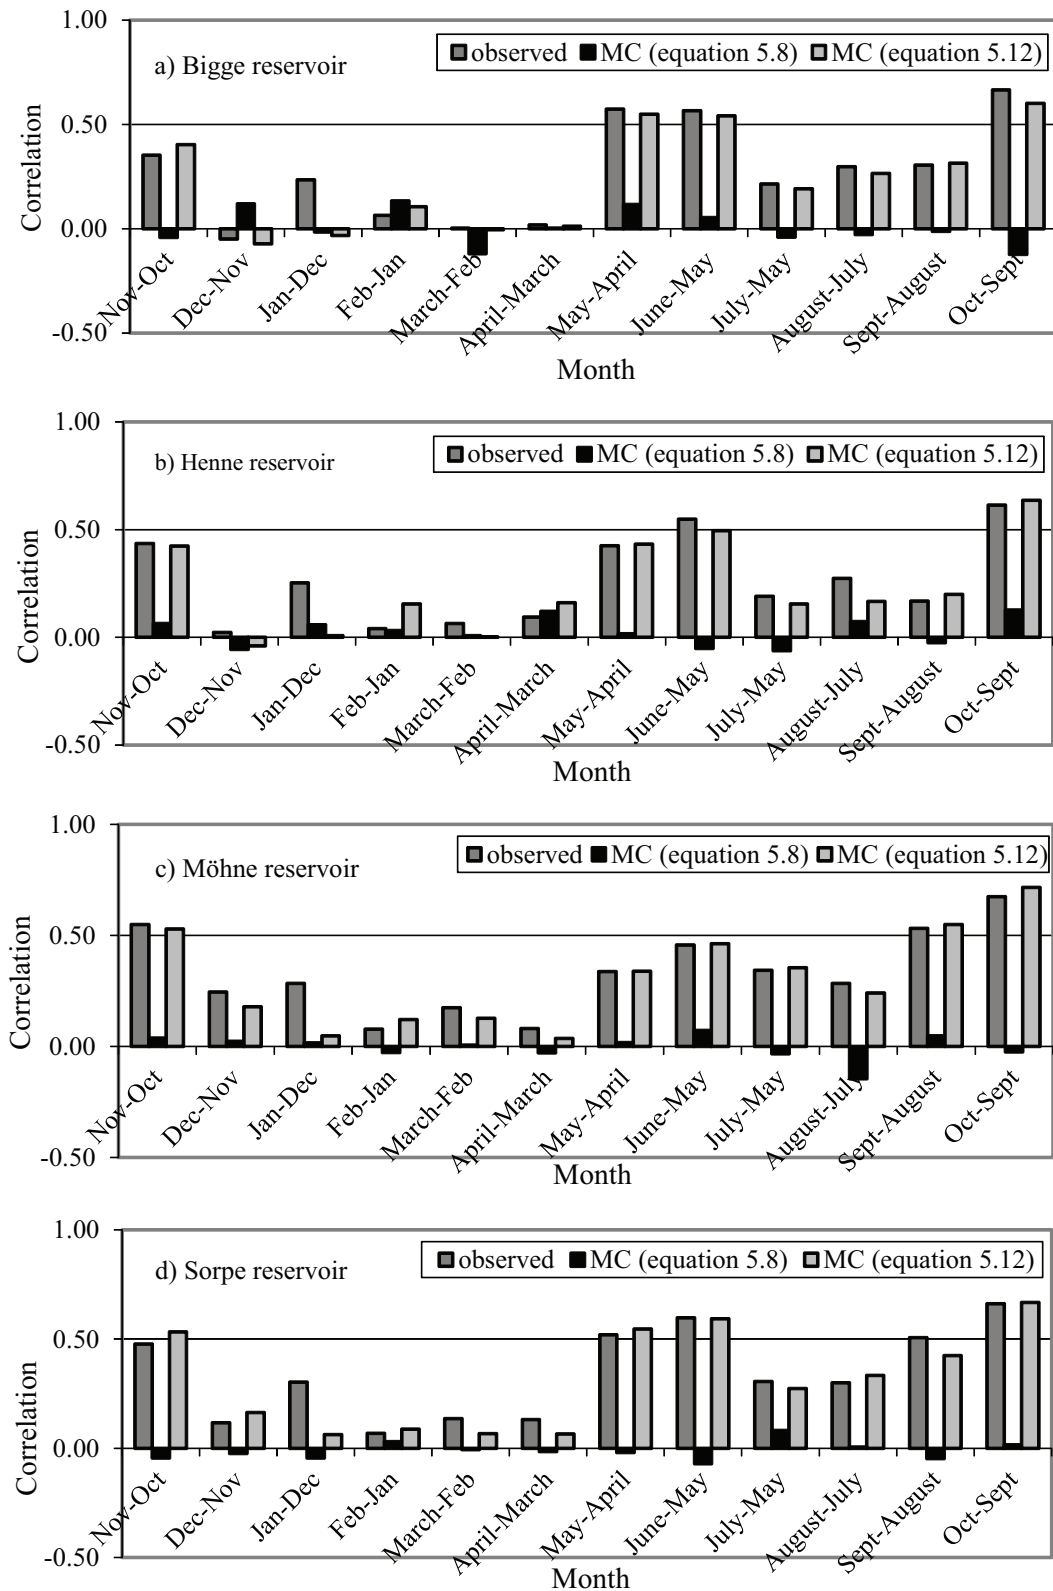 1.00
a) Bigge reservoir
observed MC (equation 5.8) MC (equation 5.12)
0.50
0.00
-0.50
Correlation
Nov-Oct
Dec-Nov
Jan-Dec
Feb-Jan
March-Feb
April-March
May-April
June-May
July-May
August-July
Sept-August
Oct-Sept
Month
1.00
b) Henne reservoir
observed MC (equation 5.8) MC (equation 5.12)
0.50
0.00
-0.50
Correlation
Nov-Oct
Dec-Nov
Jan-Dec
Feb-Jan
March-Feb
April-March
May-April
June-May
July-May
August-July
Sept-August
Oct-Sept
Month
1.00
c) Möhne reservoir
observed MC (equation 5.8) MC (equation 5.12)
0.50
0.00
-0.50
Correlation
Nov-Oct
Dec-Nov
Jan-Dec
Feb-Jan
March-Feb
April-March
May-April
June-May
July-May
August-July
Sept-August
Oct-Sept
Month
1.00
d) Sorpe reservoir
observed MC (equation 5.8) MC (equation 5.12)
0.50
0.00
-0.50
Correlation
Nov-Oct
Dec-Nov
Jan-Dec
Feb-Jan
March-Feb
April-March
May-April
June-May
July-May
August-July
Sept-August
Oct-Sept
Month